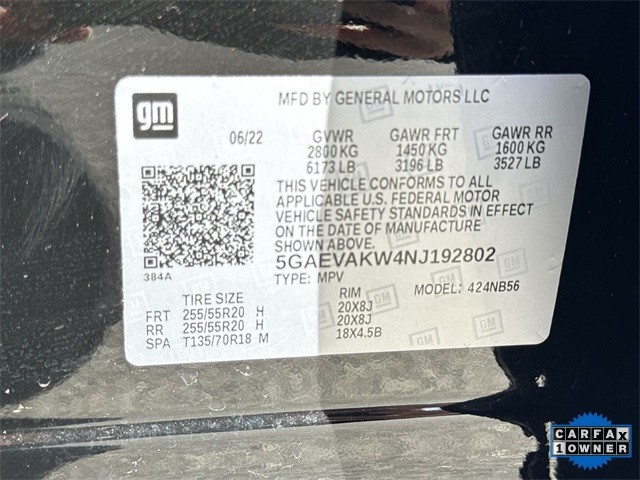 gm
MFD BY GENERAL MOTORS LLC
06/22 GVWR GAWR FRT GAWR RR
2800 KG 1450 KG 1600 KG
6173 LB 3196 LB 3527 LB
THIS VEHICLE CONFORMS TO ALL
APPLICABLE U.S. FEDERAL MOTOR
VEHICLE SAFETY STANDARDS IN EFFECT
ON THE DATE OF MANUFACTURE
SHOWN ABOVE.
5GAEVAKW4NJ192802
384A
TYPE: MPV MODEL: 424NB56
TIRE SIZE RIM
FRT 255/55R20 H 20X8J
RR 255/55R20 H 20X8J
SPA T135/70R18 M 18X4.5B
CARFAX
1 OWNER